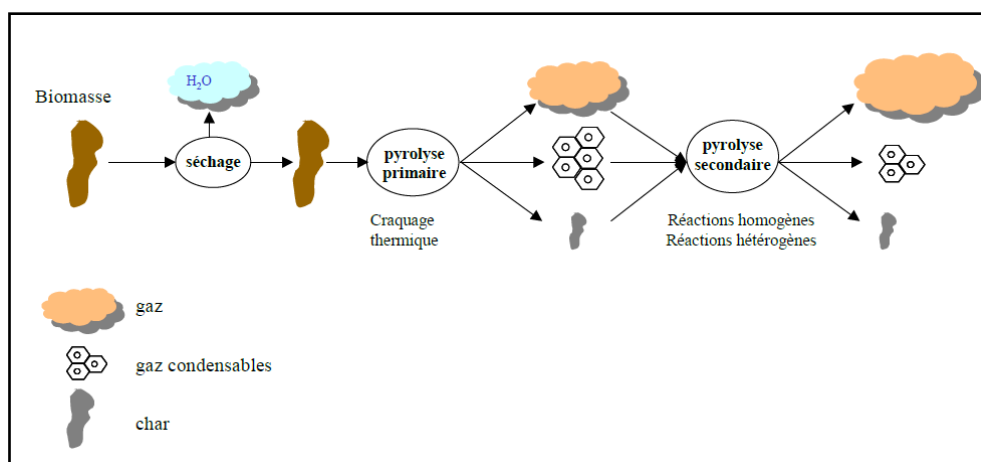 H₂O
Biomasse
séchage
pyrolyse
primaire
pyrolyse
secondaire
Craquage
thermique
Réactions homogènes
Réactions hétérogènes
gaz
gaz condensables
char